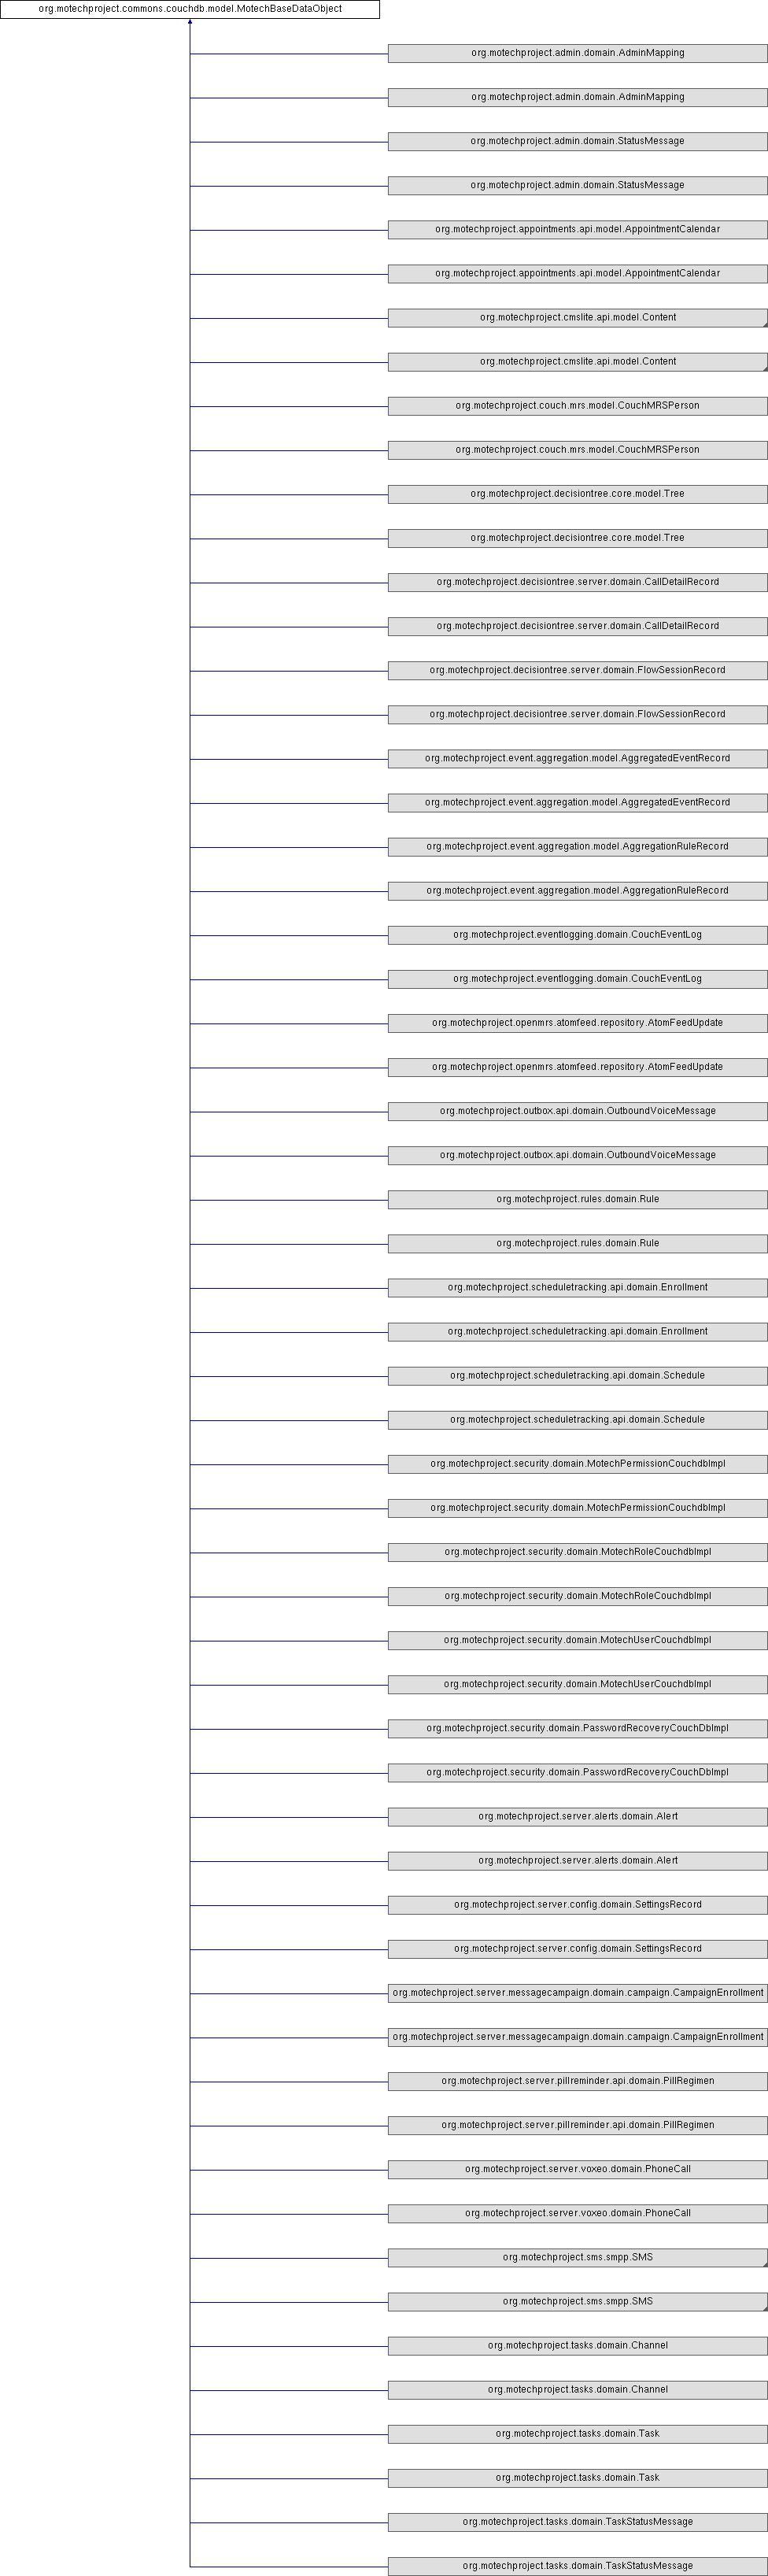 org.motechproject.commons.couchdb.model.MotechBaseDataObject
org.motechproject.admin.domain.AdminMapping
org.motechproject.admin.domain.AdminMapping
org.motechproject.admin.domain.StatusMessage
org.motechproject.admin.domain.StatusMessage
org.motechproject.appointments.api.model.AppointmentCalendar
org.motechproject.appointments.api.model.AppointmentCalendar
org.motechproject.cmslite.api.model.Content
org.motechproject.cmslite.api.model.Content
org.motechproject.couch.mrs.model.CouchMRSPerson
org.motechproject.couch.mrs.model.CouchMRSPerson
org.motechproject.decisiontree.core.model.Tree
org.motechproject.decisiontree.core.model.Tree
org.motechproject.decisiontree.server.domain.CallDetailRecord
org.motechproject.decisiontree.server.domain.CallDetailRecord
org.motechproject.decisiontree.server.domain.FlowSessionRecord
org.motechproject.decisiontree.server.domain.FlowSessionRecord
org.motechproject.event.aggregation.model.AggregatedEventRecord
org.motechproject.event.aggregation.model.AggregatedEventRecord
org.motechproject.event.aggregation.model.AggregationRuleRecord
org.motechproject.event.aggregation.model.AggregationRuleRecord
org.motechproject.eventlogging.domain.CouchEventLog
org.motechproject.eventlogging.domain.CouchEventLog
org.motechproject.openmrs.atomfeed.repository.AtomFeedUpdate
org.motechproject.openmrs.atomfeed.repository.AtomFeedUpdate
org.motechproject.outbox.api.domain.OutboundVoiceMessage
org.motechproject.outbox.api.domain.OutboundVoiceMessage
org.motechproject.rules.domain.Rule
org.motechproject.rules.domain.Rule
org.motechproject.scheduletracking.api.domain.Enrollment
org.motechproject.scheduletracking.api.domain.Enrollment
org.motechproject.scheduletracking.api.domain.Schedule
org.motechproject.scheduletracking.api.domain.Schedule
org.motechproject.security.domain.MotechPermissionCouchdbImpl
org.motechproject.security.domain.MotechPermissionCouchdbImpl
org.motechproject.security.domain.MotechRoleCouchdbImpl
org.motechproject.security.domain.MotechRoleCouchdbImpl
org.motechproject.security.domain.MotechUserCouchdbImpl
org.motechproject.security.domain.MotechUserCouchdbImpl
org.motechproject.security.domain.PasswordRecoveryCouchDbImpl
org.motechproject.security.domain.PasswordRecoveryCouchDbImpl
org.motechproject.server.alerts.domain.Alert
org.motechproject.server.alerts.domain.Alert
org.motechproject.server.config.domain.SettingsRecord
org.motechproject.server.config.domain.SettingsRecord
org.motechproject.server.messagecampaign.domain.campaign.CampaignEnrollment
org.motechproject.server.messagecampaign.domain.campaign.CampaignEnrollment
org.motechproject.server.pillreminder.api.domain.PillRegimen
org.motechproject.server.pillreminder.api.domain.PillRegimen
org.motechproject.server.voxeo.domain.PhoneCall
org.motechproject.server.voxeo.domain.PhoneCall
org.motechproject.sms.smpp.SMS
org.motechproject.sms.smpp.SMS
org.motechproject.tasks.domain.Channel
org.motechproject.tasks.domain.Channel
org.motechproject.tasks.domain.Task
org.motechproject.tasks.domain.Task
org.motechproject.tasks.domain.TaskStatusMessage
org.motechproject.tasks.domain.TaskStatusMessage